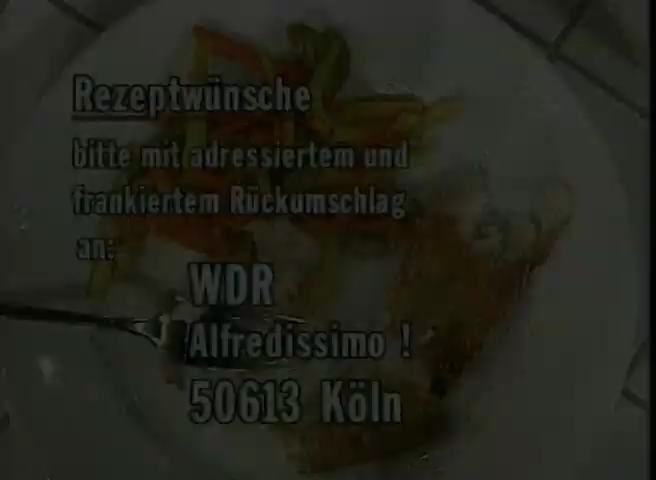 Rezeptwünsche
bitte mit adressiertem und
frankiertem Rückumschlag
an:
WDR
Alfredissimo !
50613 Köln